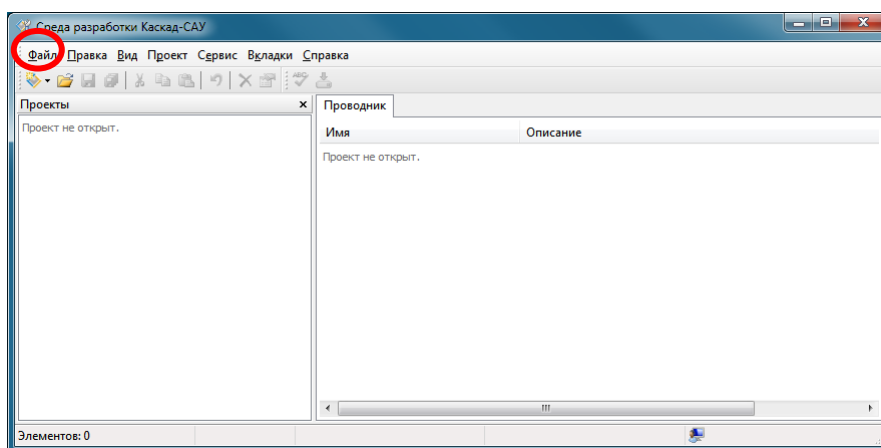 Среда разработки Каскад-САУ
Файл Правка Вид Проект Сервис Вкладки Справка
Проекты
Проводник
Проект не открыт.
Имя Описание
Проект не открыт.
Элементов: 0